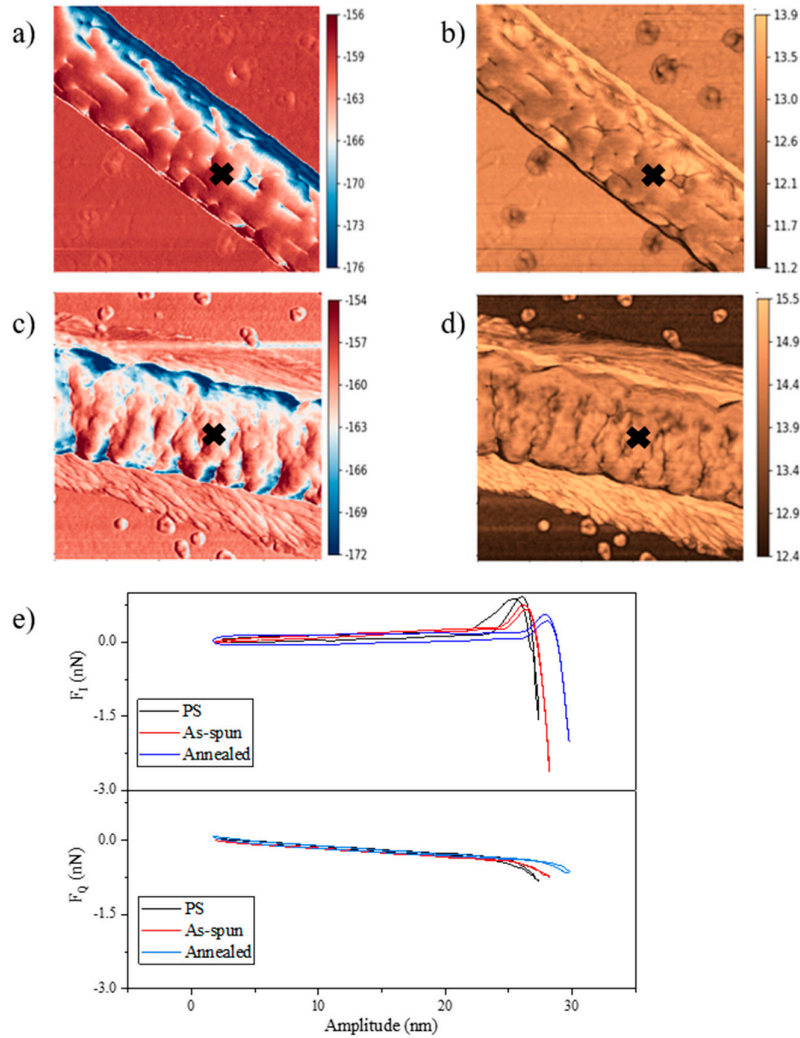 a)
-156
-159
-163
-166
-170
-173
-176
b)
13.9
13.5
13.0
12.6
12.1
11.7
11.2
c)
-154
-157
-160
-163
-166
-169
-172
d)
15.5
14.9
14.4
13.9
13.4
12.9
12.4
e)
0.0
-1.5
-3.0
F_I (nN)
PS
As-spun
Annealed
0.0
-1.5
-3.0
F_Q (nN)
PS
As-spun
Annealed
0 10 20 30
Amplitude (nm)